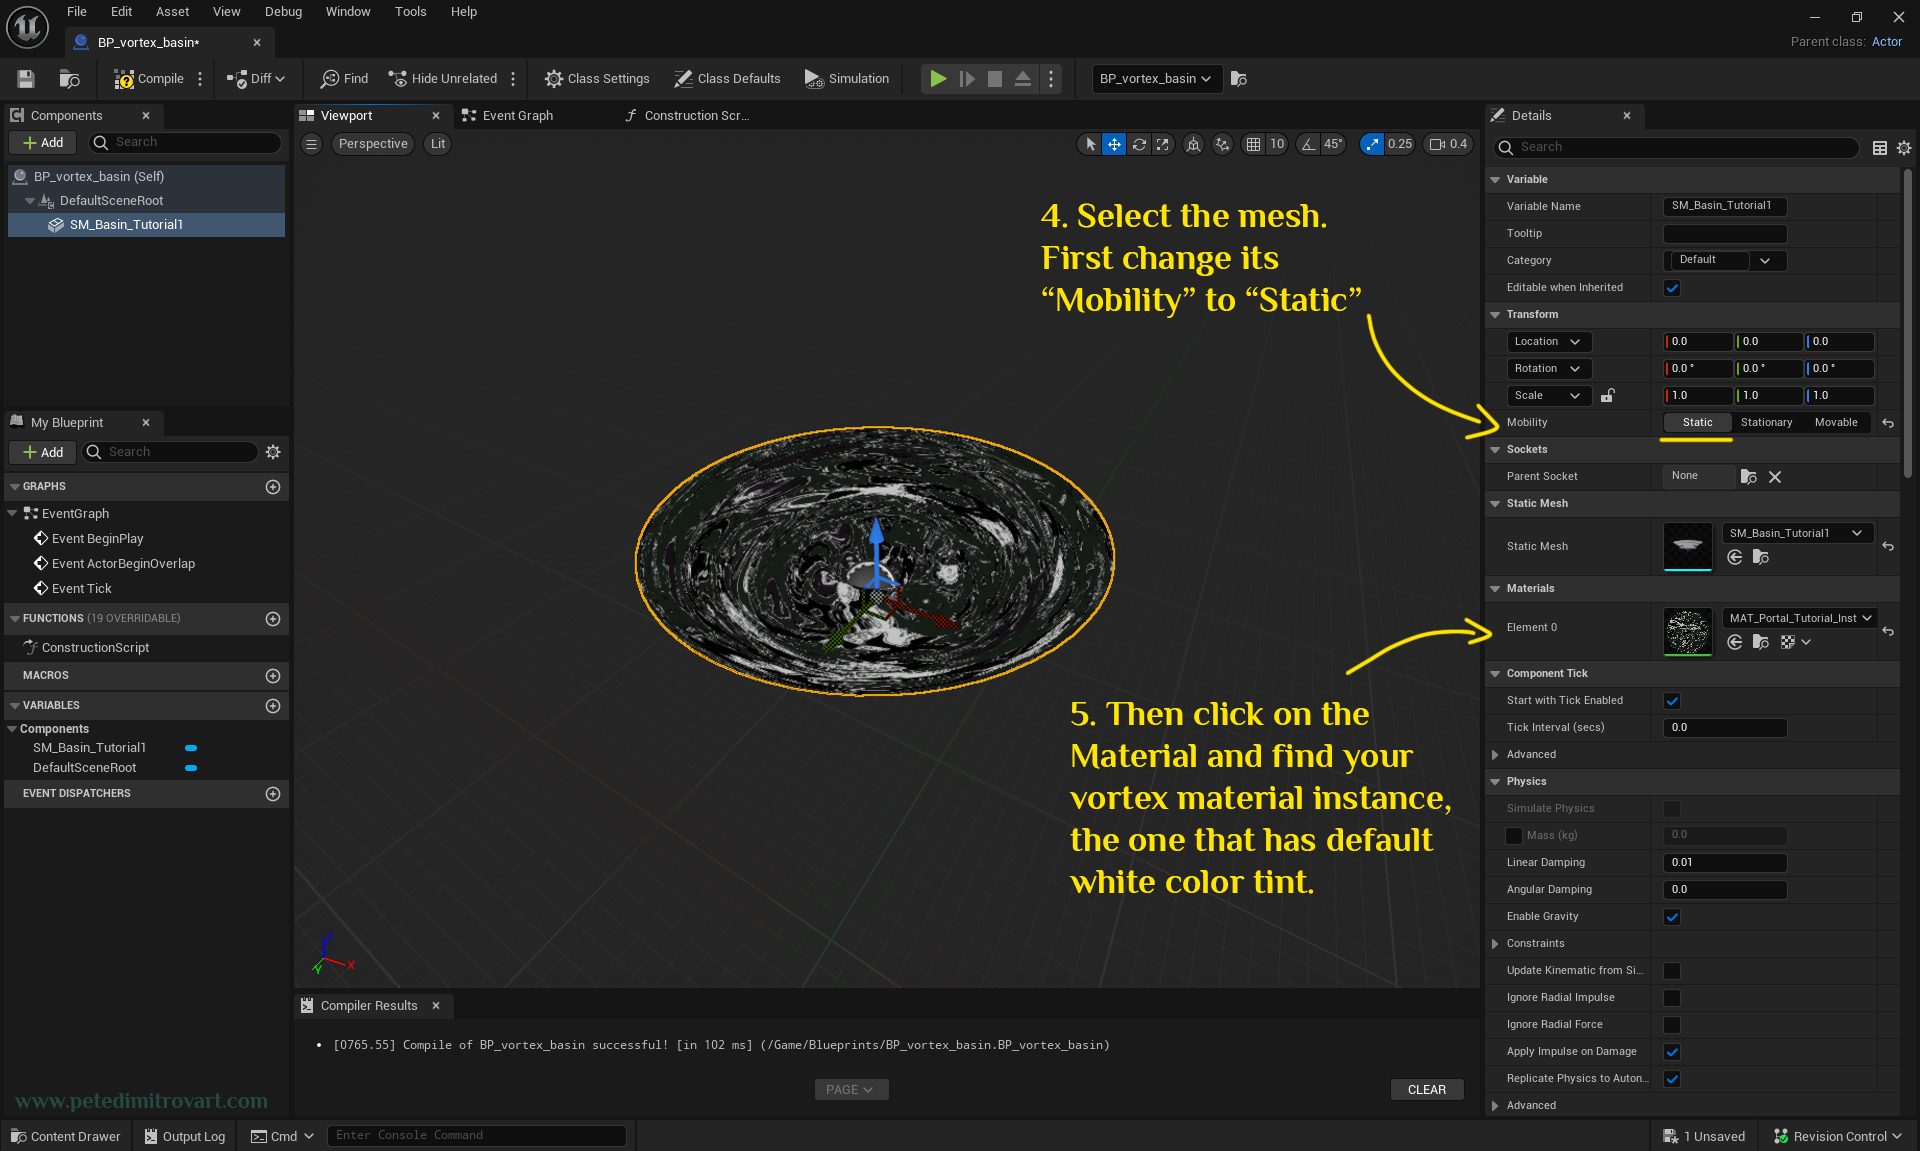 File Edit Asset View Debug Window Tools Help
BP_vortex_basin*
Parent class: Actor
Compile Diff Find Hide Unrelated Class Settings Class Defaults Simulation BP_vortex_basin
Components
Add Search
BP_vortex_basin (Self)
DefaultSceneRoot
SM_Basin_Tutorial1
My Blueprint
Add Search
GRAPHS
EventGraph
Event BeginPlay
Event ActorBeginOverlap
Event Tick
FUNCTIONS (19 OVERRIDABLE)
ConstructionScript
MACROS
VARIABLES
Components
SM_Basin_Tutorial1
DefaultSceneRoot
EVENT DISPATCHERS
www.petedimitrovart.com
Viewport Event Graph Construction Scr...
Perspective Lit 10 45° 0.25 0.4
4. Select the mesh.
First change its
“Mobility” to “Static”
5. Then click on the
Material and find your
vortex material instance,
the one that has default
white color tint.
Z
X
Y
Compiler Results
[0765.55] Compile of BP_vortex_basin successful! [in 102 ms] (/Game/Blueprints/BP_vortex_basin.BP_vortex_basin)
PAGE CLEAR
Details
Search
Variable
Variable Name SM_Basin_Tutorial1
Tooltip
Category Default
Editable when Inherited
Transform
Location 0.0 0.0 0.0
Rotation 0.0 ° 0.0 ° 0.0 °
Scale 1.0 1.0 1.0
Mobility Static Stationary Movable
Sockets
Parent Socket None
Static Mesh
Static Mesh SM_Basin_Tutorial1
Materials
Element 0 MAT_Portal_Tutorial_Inst
Component Tick
Start with Tick Enabled
Tick Interval (secs) 0.0
Advanced
Physics
Simulate Physics
Mass (kg) 0.0
Linear Damping 0.01
Angular Damping 0.0
Enable Gravity
Constraints
Update Kinematic from Si...
Ignore Radial Impulse
Ignore Radial Force
Apply Impulse on Damage
Replicate Physics to Auton...
Advanced
Content Drawer Output Log Cmd Enter Console Command 1 Unsaved Revision Control